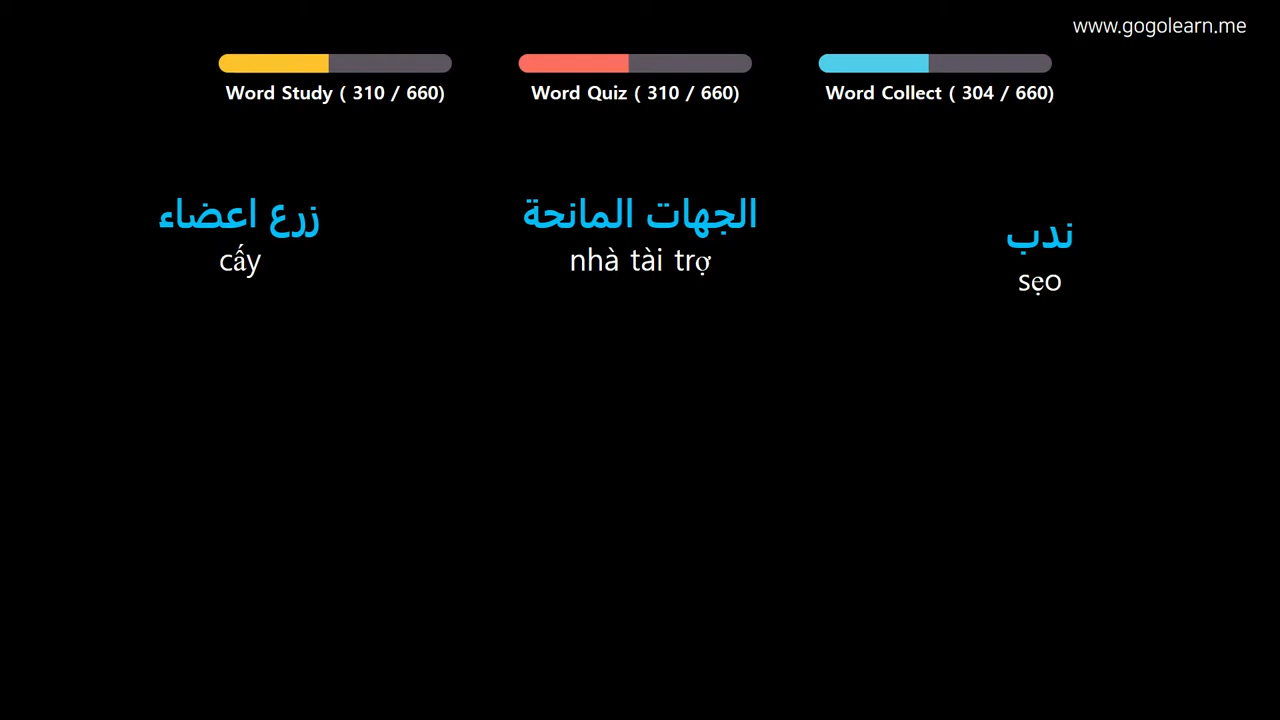 www.gogolearn.me
Word Study ( 310 / 660)
Word Quiz ( 310 / 660)
Word Collect ( 304 / 660)
زرع اعضاء
cấy
الجهات المانحة
nhà tài trợ
ندب
sẹo